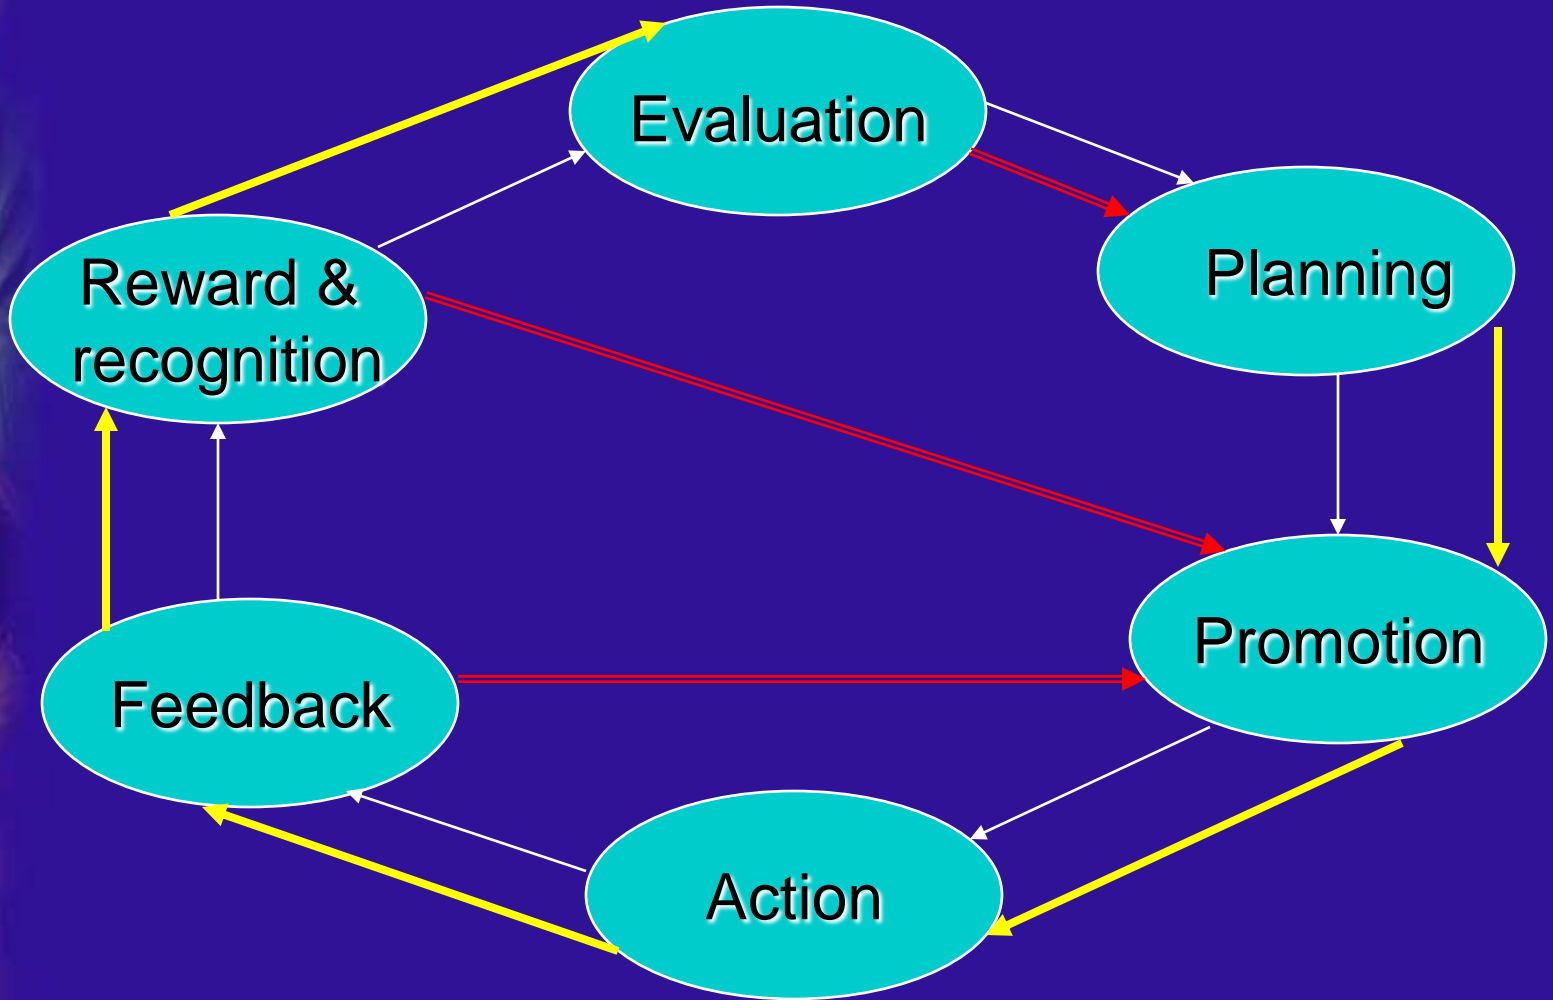 Evaluation
Planning
Reward &
recognition
Promotion
Feedback
Action